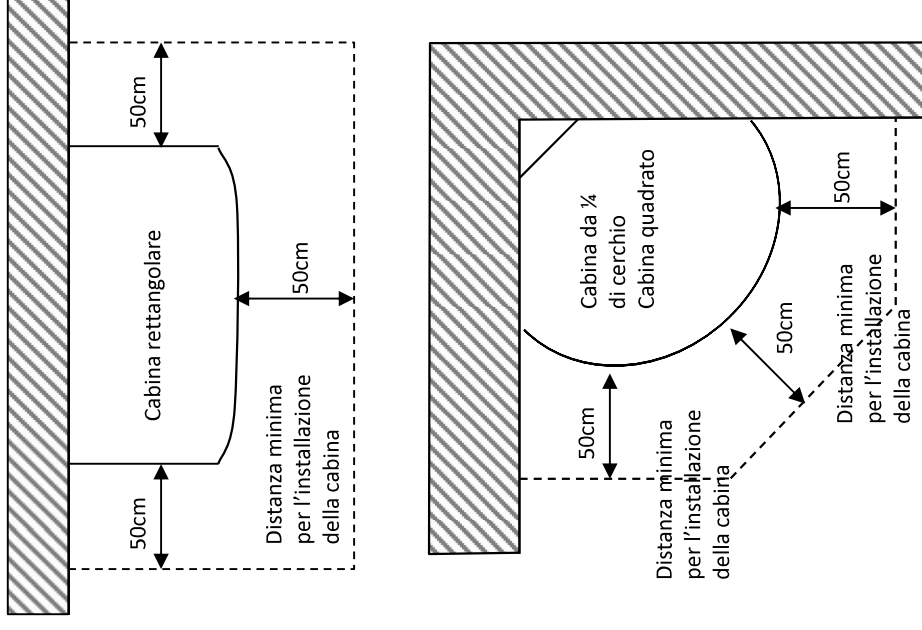 50cm
Cabina rettangolare
50cm
50cm
Distanza minima
per l'installazione
della cabina
Cabina da ¼
di cerchio
Cabina quadrato
50cm
50cm
50cm
Distanza minima
per l'installazione
della cabina
Distanza minima
per l'installazione
della cabina